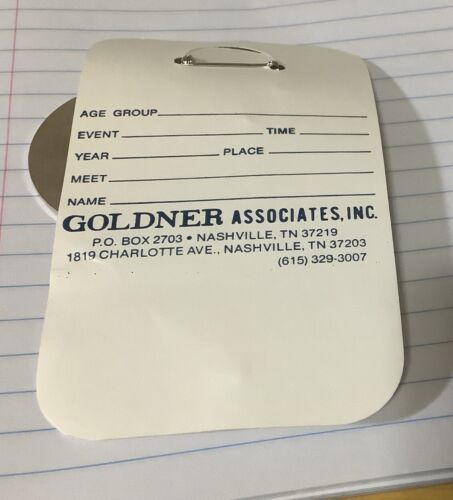 AGE GROUP
EVENT TIME
YEAR PLACE
MEET
NAME
GOLDNER ASSOCIATES, INC.
P.O. BOX 2703 • NASHVILLE, TN 37219
1819 CHARLOTTE AVE., NASHVILLE, TN 37203
(615) 329-3007